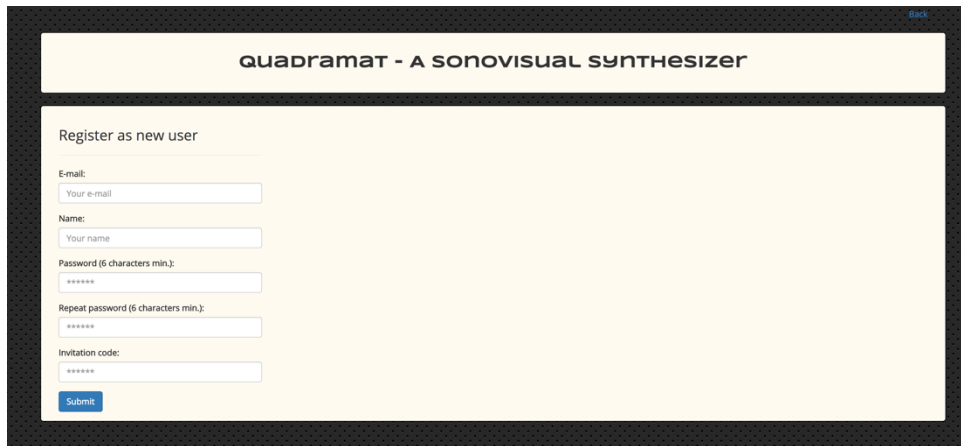 Back
Quadramat - A sonovisual synthesizer
Register as new user
E-mail:
Your e-mail
Name:
Your name
Password (6 characters min.):
******
Repeat password (6 characters min.):
******
Invitation code:
******
Submit